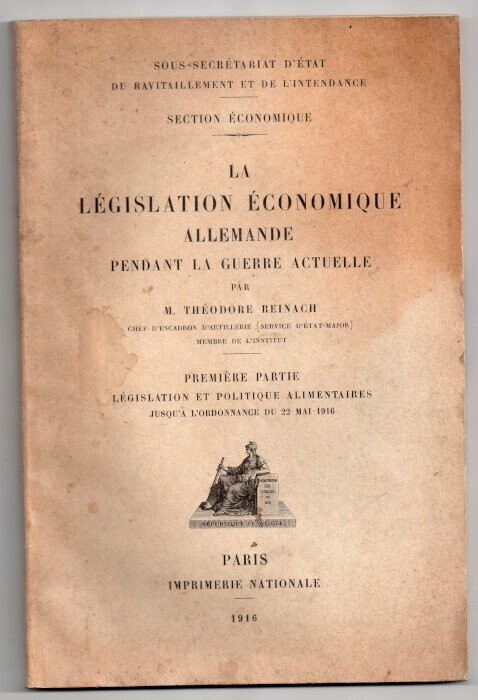 SOUS-SECRÉTARIAT D'ÉTAT
DU RAVITAILLEMENT ET DE L'INTENDANCE
SECTION ÉCONOMIQUE
LA
LÉGISLATION ÉCONOMIQUE
ALLEMANDE
PENDANT LA GUERRE ACTUELLE
PAR
M. THÉODORE REINACH
CHEF D'ESCADRON D'ARTILLERIE (SERVICE D'ÉTAT-MAJOR)
MEMBRE DE L'INSTITUT
PREMIÈRE PARTIE
LÉGISLATION ET POLITIQUE ALIMENTAIRES
JUSQU'À L'ORDONNANCE DU 22 MAI 1916
RÉPUBLIQUE FRANÇAISE
PARIS
IMPRIMERIE NATIONALE
1916